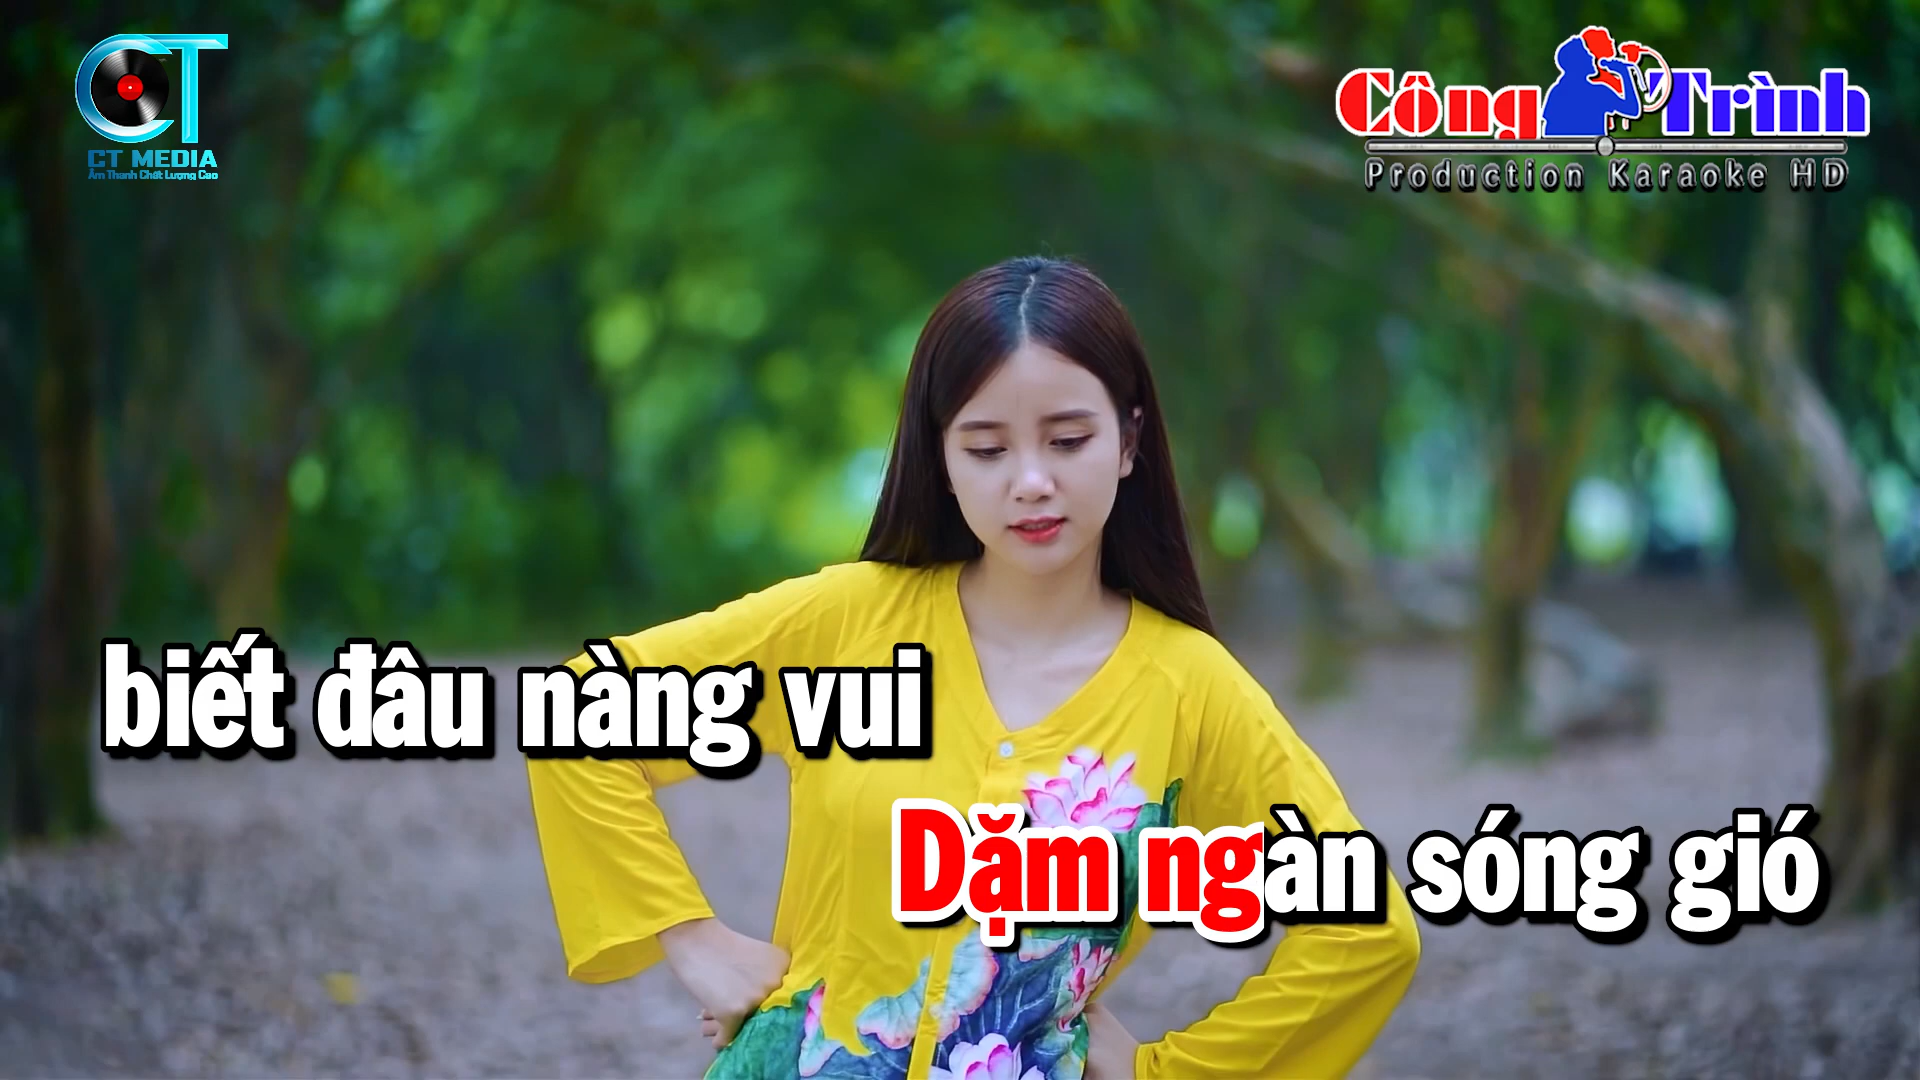 CT
CT MEDIA
Âm Thanh Chất Lượng Cao
Công Trình
Production Karaoke HD
biết đâu nàng vui
Dặm ngàn sóng gió